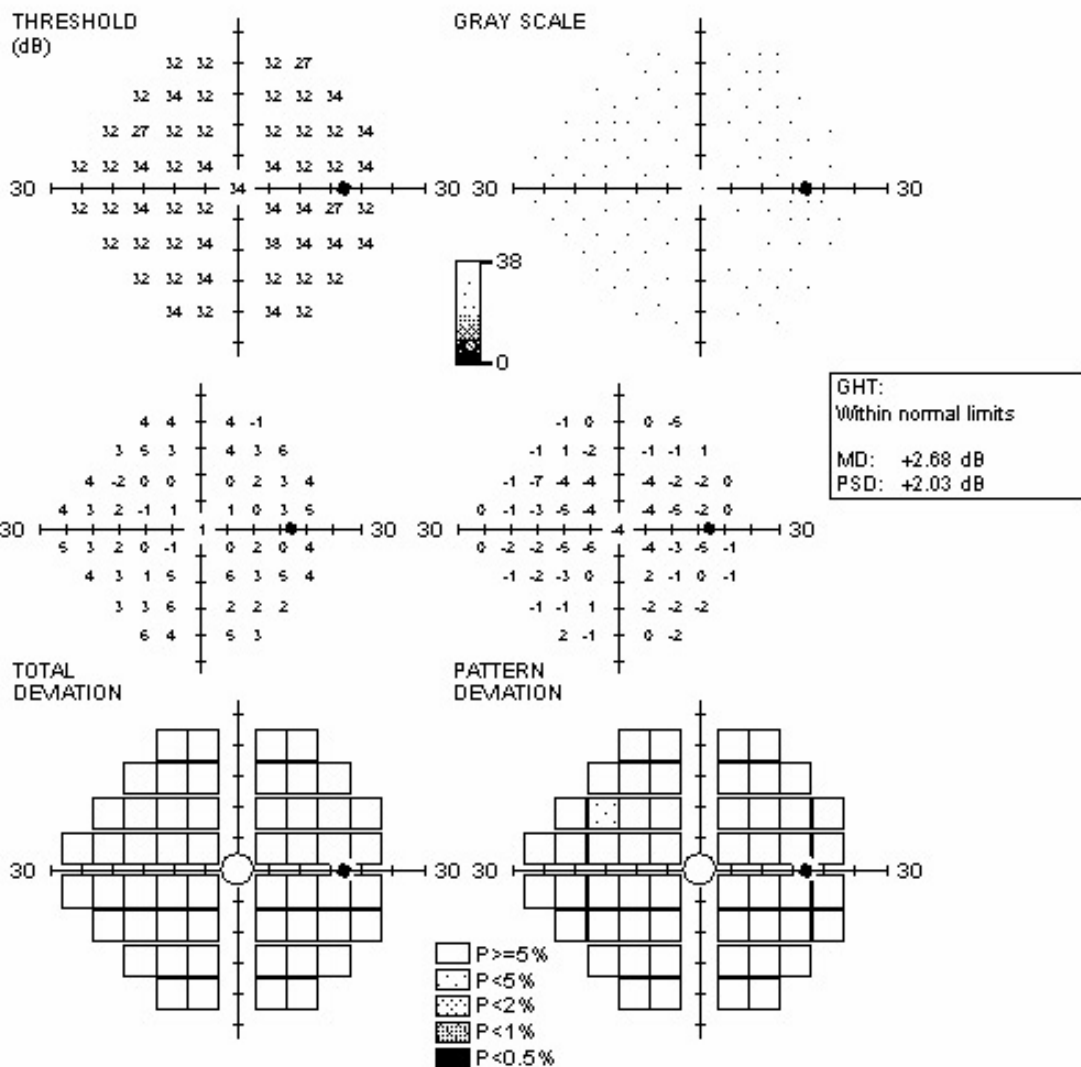 THRESHOLD
(dB)
GRAY SCALE
32 32 32 27
32 34 32 32 32 34
32 27 32 32 32 32 32 34
32 32 34 32 32 34 32 32 34
30 34 30 30 30
32 32 34 32 32 34 34 27 32
32 32 32 34 38 34 34 34
32 32 34 32 32 32
34 32 34 32
38
0
GHT:
Within normal limits
MD: +2.68 dB
PSD: +2.03 dB
4 4 4 -1 -1 0 0 -5
3 5 3 4 3 6 -1 1 -2 -1 -1 1
4 -2 0 0 0 2 3 4 -1 -7 -4 -4 -4 -2 -2 0
4 3 2 -1 1 1 0 3 5 0 -1 -3 -5 -4 -4 -5 -2 0
30 1 30 -4 30
5 3 2 0 -1 0 2 0 4 0 -2 -2 -5 -5 -4 -3 -5 -1
4 3 1 5 6 3 5 4 -1 -2 -3 0 2 -1 0 -1
3 3 6 2 2 2 -1 -1 1 -2 -2 -2
6 4 5 3 2 -1 0 -2
TOTAL
DEVIATION
PATTERN
DEVIATION
30 30 30 30
P>=5%
P<5%
P<2%
P<1%
P<0.5%